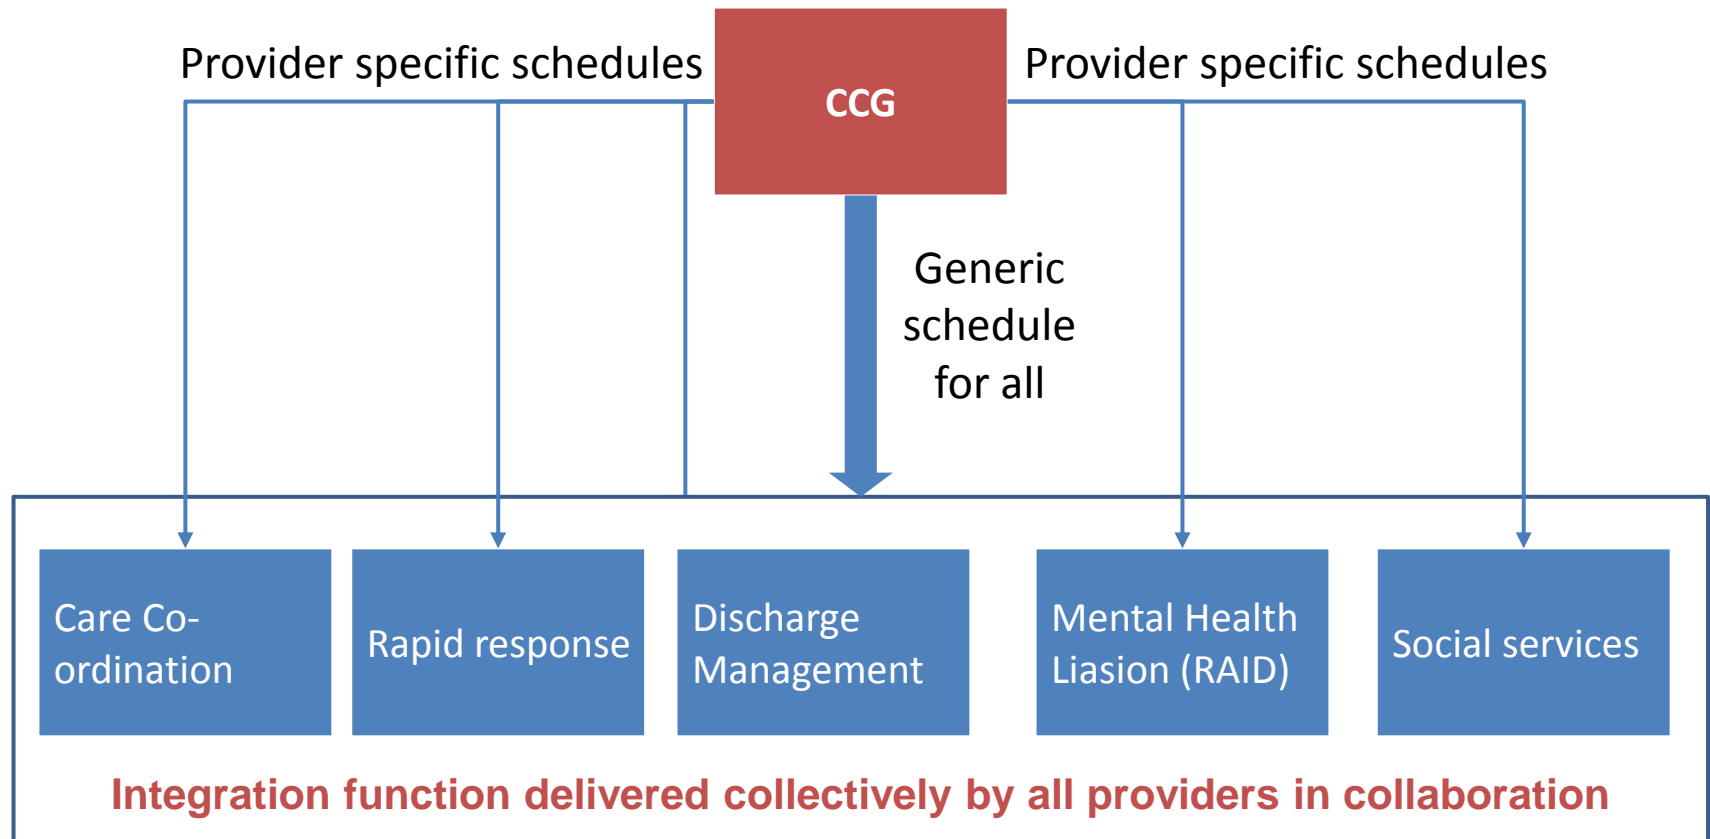 Provider specific schedules
CCG
Provider specific schedules
Generic
schedule
for all
Care Co-
ordination
Rapid response
Discharge
Management
Mental Health
Liasion (RAID)
Social services
Integration function delivered collectively by all providers in collaboration